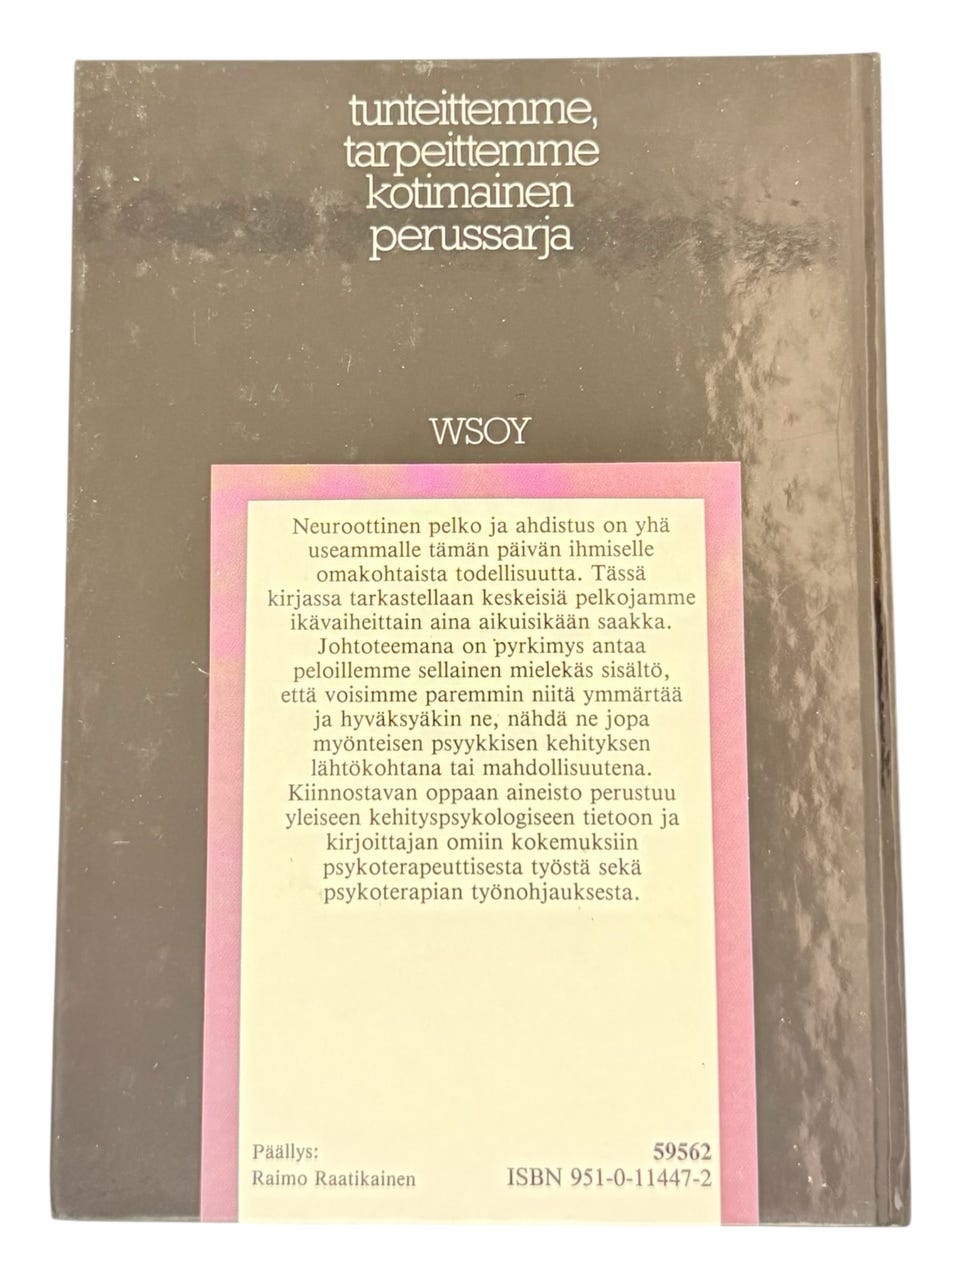 tunteittemme,
tarpeittemme
kotimainen
perussarja
WSOY
Neuroottinen pelko ja ahdistus on yhä
useammalle tämän päivän ihmiselle
omakohtaista todellisuutta. Tässä
kirjassa tarkastellaan keskeisiä pelkojamme
ikävaiheittain aina aikuisikään saakka.
Johtoteemana on pyrkimys antaa
peloillemme sellainen mielekäs sisältö,
että voisimme paremmin niitä ymmärtää
ja hyväksyäkin ne, nähdä ne jopa
myönteisen psyykkisen kehityksen
lähtökohtana tai mahdollisuutena.
Kiinnostavan oppaan aineisto perustuu
yleiseen kehityspsykologiseen tietoon ja
kirjoittajan omiin kokemuksiin
psykoterapeuttisesta työstä sekä
psykoterapian työnohjauksesta.
Päällys:
Raimo Raatikainen
59562
ISBN 951-0-11447-2